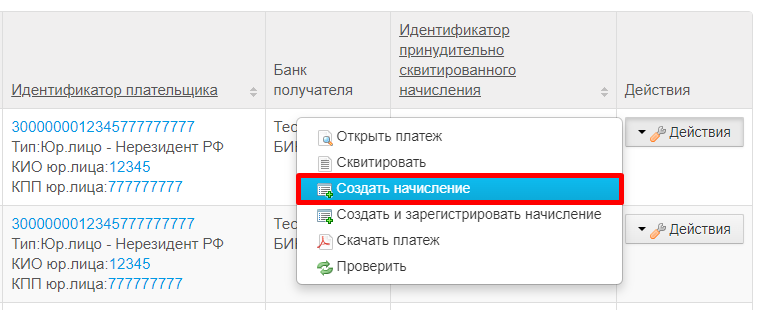 Идентификатор плательщика
Банк
получателя
Идентификатор
принудительно
сквитированного
начисления
Действия
3000000012345777777777
Тип:Юр.лицо - Нерезидент РФ
КИО юр.лица:12345
КПП юр.лица:777777777
Действия
Открыть платеж
Сквитировать
Создать начисление
Создать и зарегистрировать начисление
Скачать платеж
Проверить
3000000012345777777777
Тип:Юр.лицо - Нерезидент РФ
КИО юр.лица:12345
КПП юр.лица:777777777
Действия